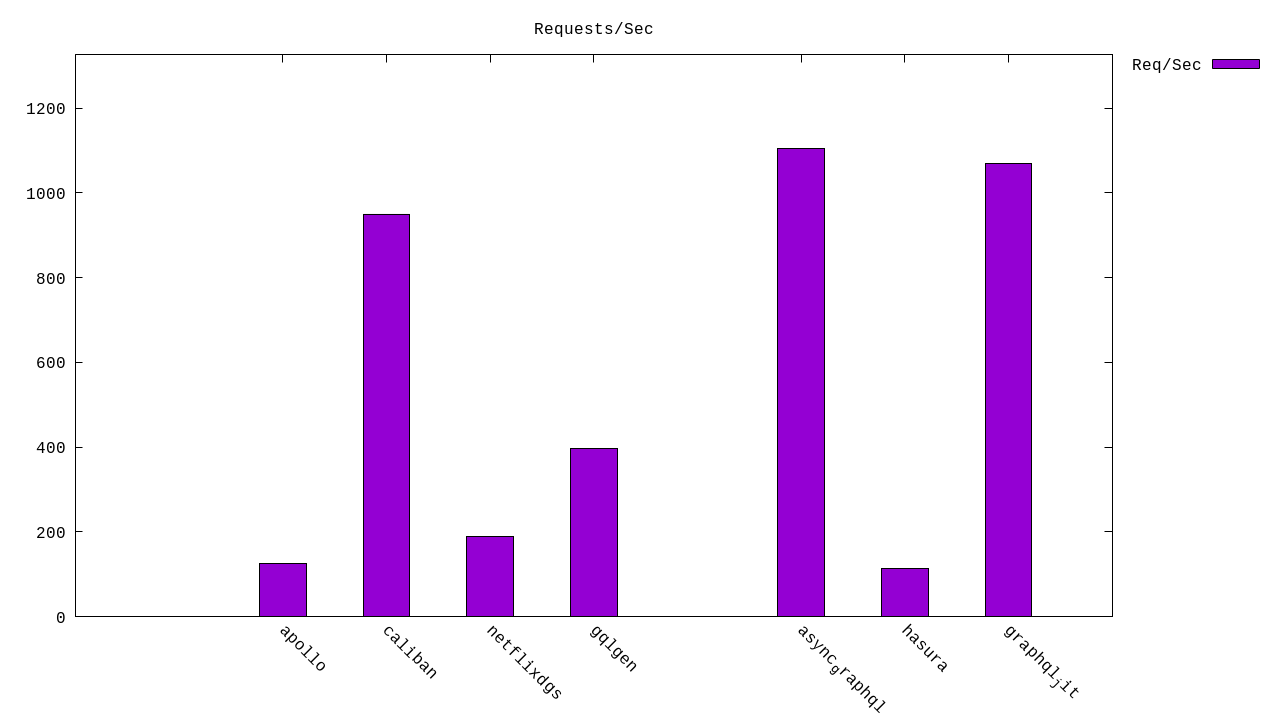 Requests/Sec
Req/Sec
1200
1000
800
600
400
200
0
apollo
caliban
netflixdgs
gqlgen
async_graphql
hasura
graphql_jit